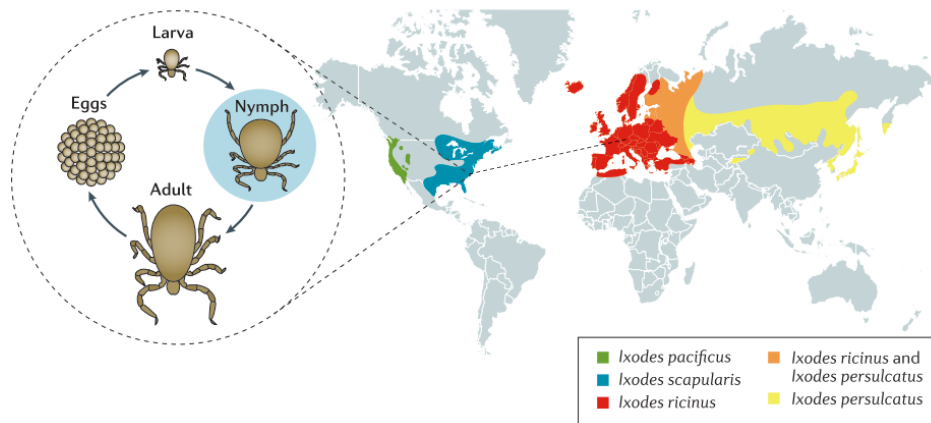 Larva
Eggs
Nymph
Adult
Ixodes pacificus
Ixodes scapularis
Ixodes ricinus
Ixodes ricinus and
Ixodes persulcatus
Ixodes persulcatus